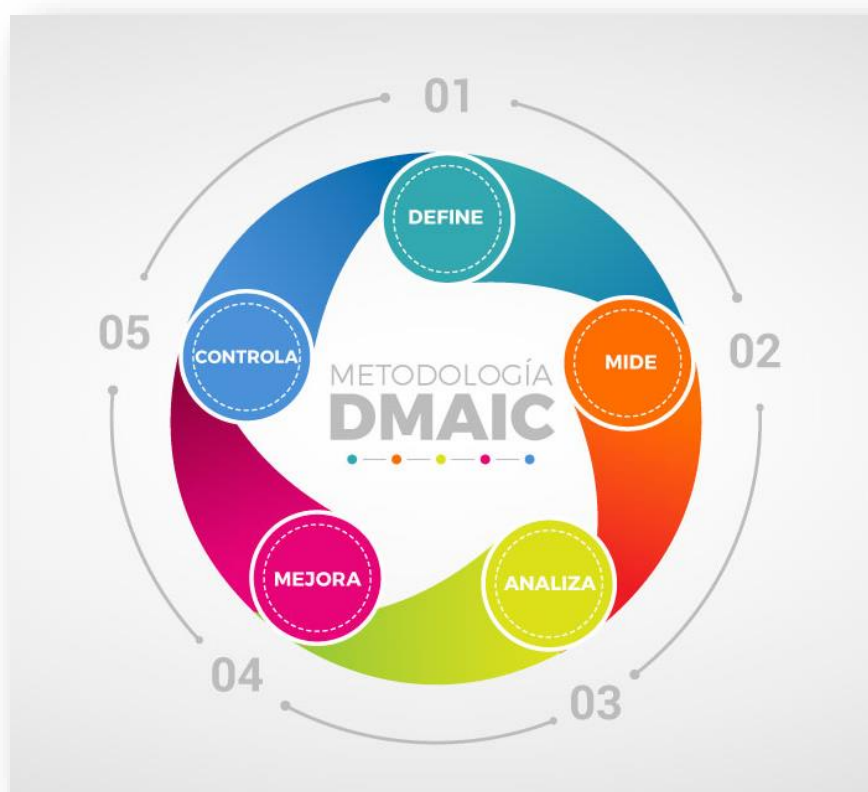 01
DEFINE
02
MIDE
03
ANALIZA
04
MEJORA
05
CONTROLA
METODOLOGÍA
DMAIC